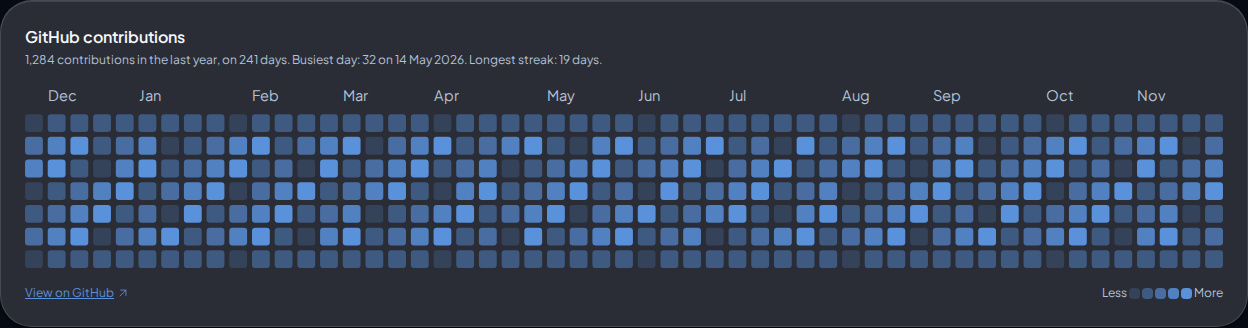 GitHub contributions
1,284 contributions in the last year, on 241 days. Busiest day: 32 on 14 May 2026. Longest streak: 19 days.
Dec Jan Feb Mar Apr May Jun Jul Aug Sep Oct Nov
View on GitHub ↗
Less More